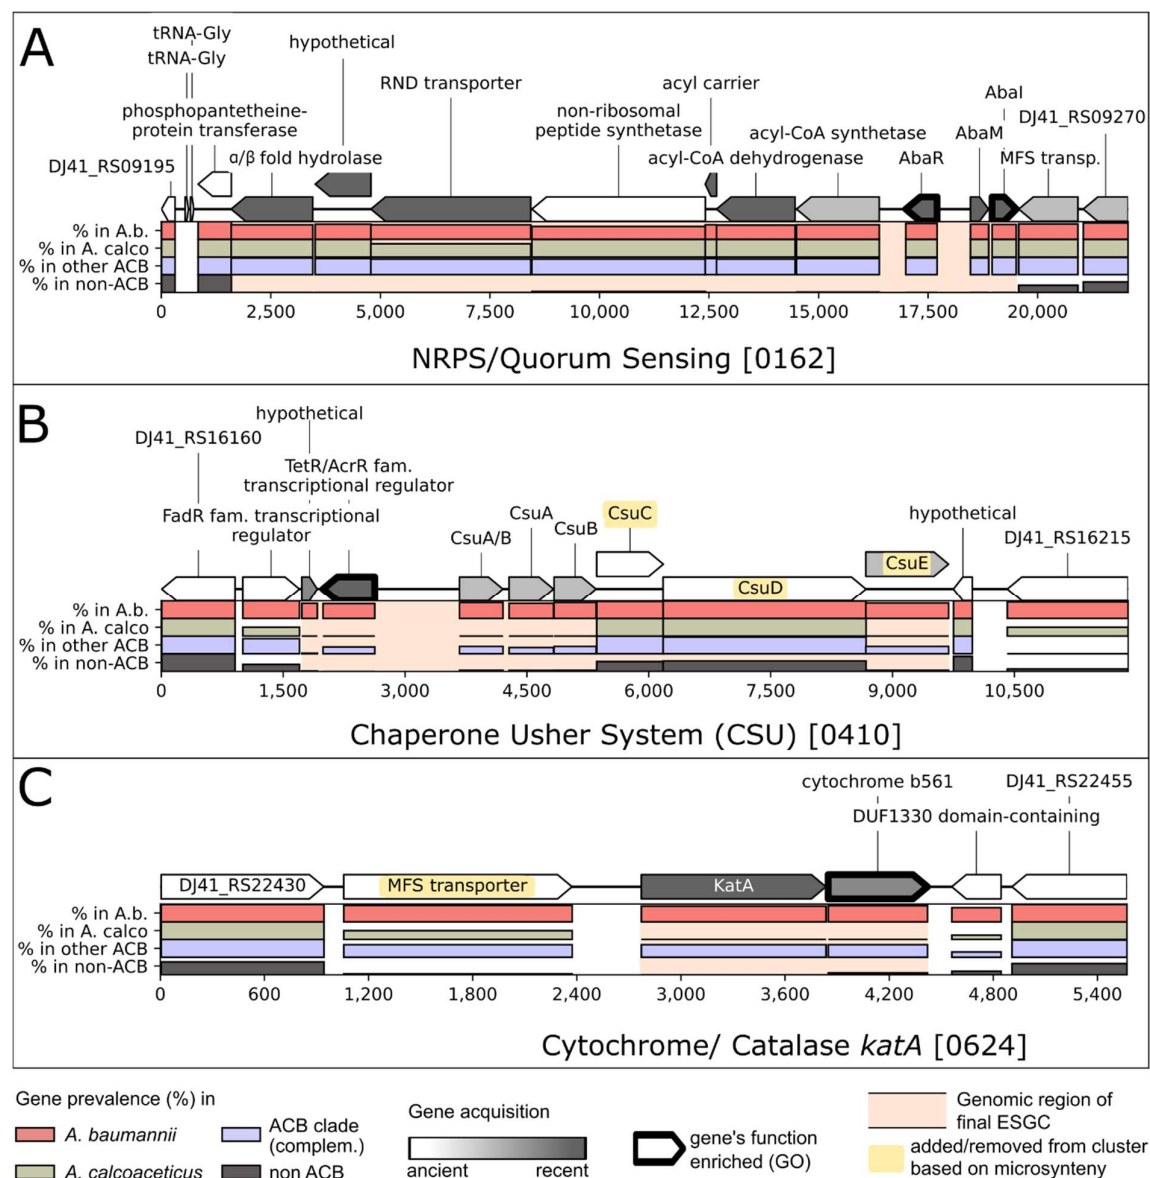 A
tRNA-Gly
tRNA-Gly
hypothetical
RND transporter
acyl carrier
AbaI
phosphopantetheine-
protein transferase
non-ribosomal
peptide synthetase
acyl-CoA synthetase
AbaM
DJ41_RS09270
DJ41_RS09195
α/β fold hydrolase
acyl-CoA dehydrogenase
AbaR
MFS transp.
% in A.b.
% in A. calco
% in other ACB
% in non-ACB
0 2,500 5,000 7,500 10,000 12,500 15,000 17,500 20,000
NRPS/Quorum Sensing [0162]
B
hypothetical
DJ41_RS16160
TetR/AcrR fam.
transcriptional regulator
FadR fam. transcriptional
regulator
CsuA/B
CsuA
CsuB
CsuC
CsuD
CsuE
hypothetical
DJ41_RS16215
% in A.b.
% in A. calco
% in other ACB
% in non-ACB
0 1,500 3,000 4,500 6,000 7,500 9,000 10,500
Chaperone Usher System (CSU) [0410]
C
cytochrome b561
DJ41_RS22455
DUF1330 domain-containing
DJ41_RS22430
MFS transporter
KatA
% in A.b.
% in A. calco
% in other ACB
% in non-ACB
0 600 1,200 1,800 2,400 3,000 3,600 4,200 4,800 5,400
Cytochrome/ Catalase katA [0624]
Gene prevalence (%) in
A. baumannii
A. calcoaceticus
ACB clade
(complem.)
non ACB
Gene acquisition
ancient recent
gene's function
enriched (GO)
Genomic region of
final ESGC
added/removed from cluster
based on microsynteny